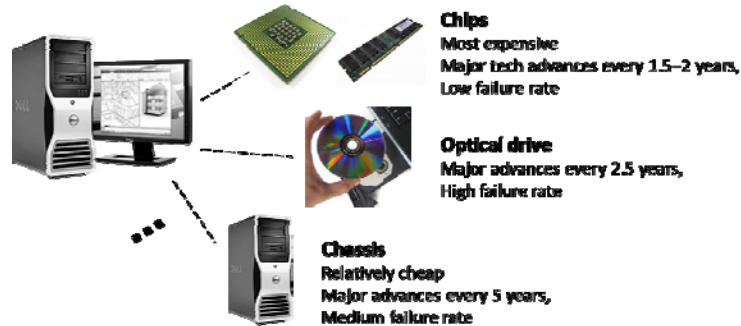 Chips
Most expensive
Major tech advances every 1.5–2 years,
Low failure rate
Optical drive
Major advances every 2.5 years,
High failure rate
Chassis
Relatively cheap
Major advances every 5 years,
Medium failure rate